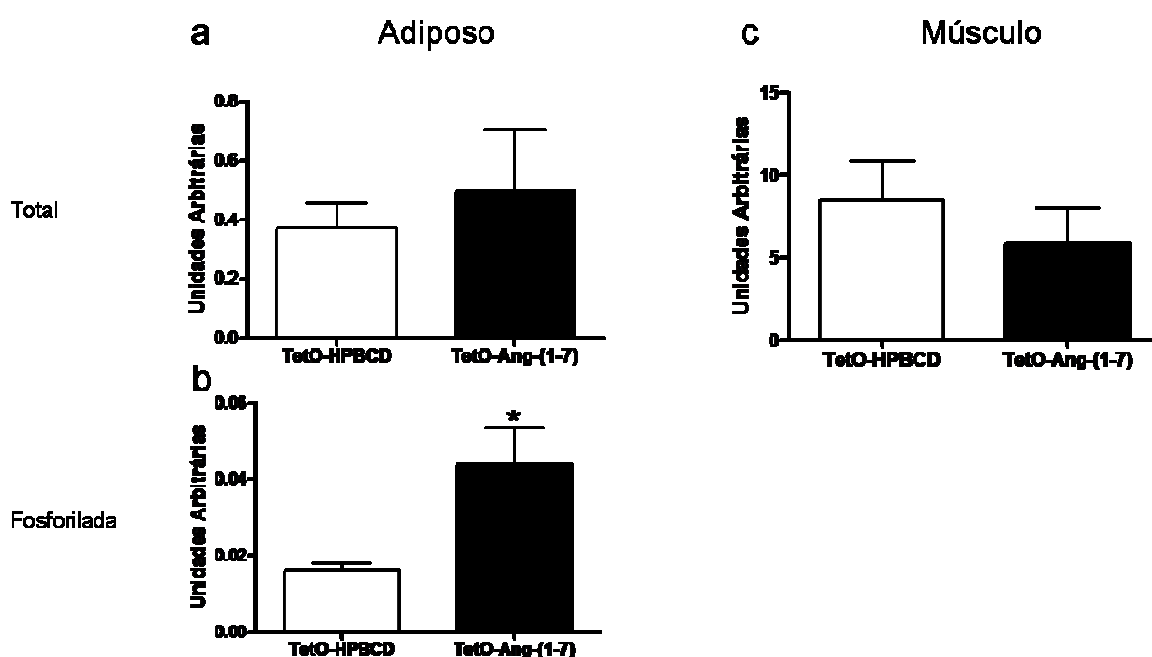 a
Adiposo
c
Músculo
Total
Unidades Arbitrárias
0.8
0.6
0.4
0.2
0.0
TetO-HPBCD
TetO-Ang-(1-7)
Unidades Arbitrárias
15
10
5
0
TetO-HPBCD
TetO-Ang-(1-7)
b
Fosforilada
Unidades Arbitrárias
0.06
0.04
0.02
0.00
*
TetO-HPBCD
TetO-Ang-(1-7)